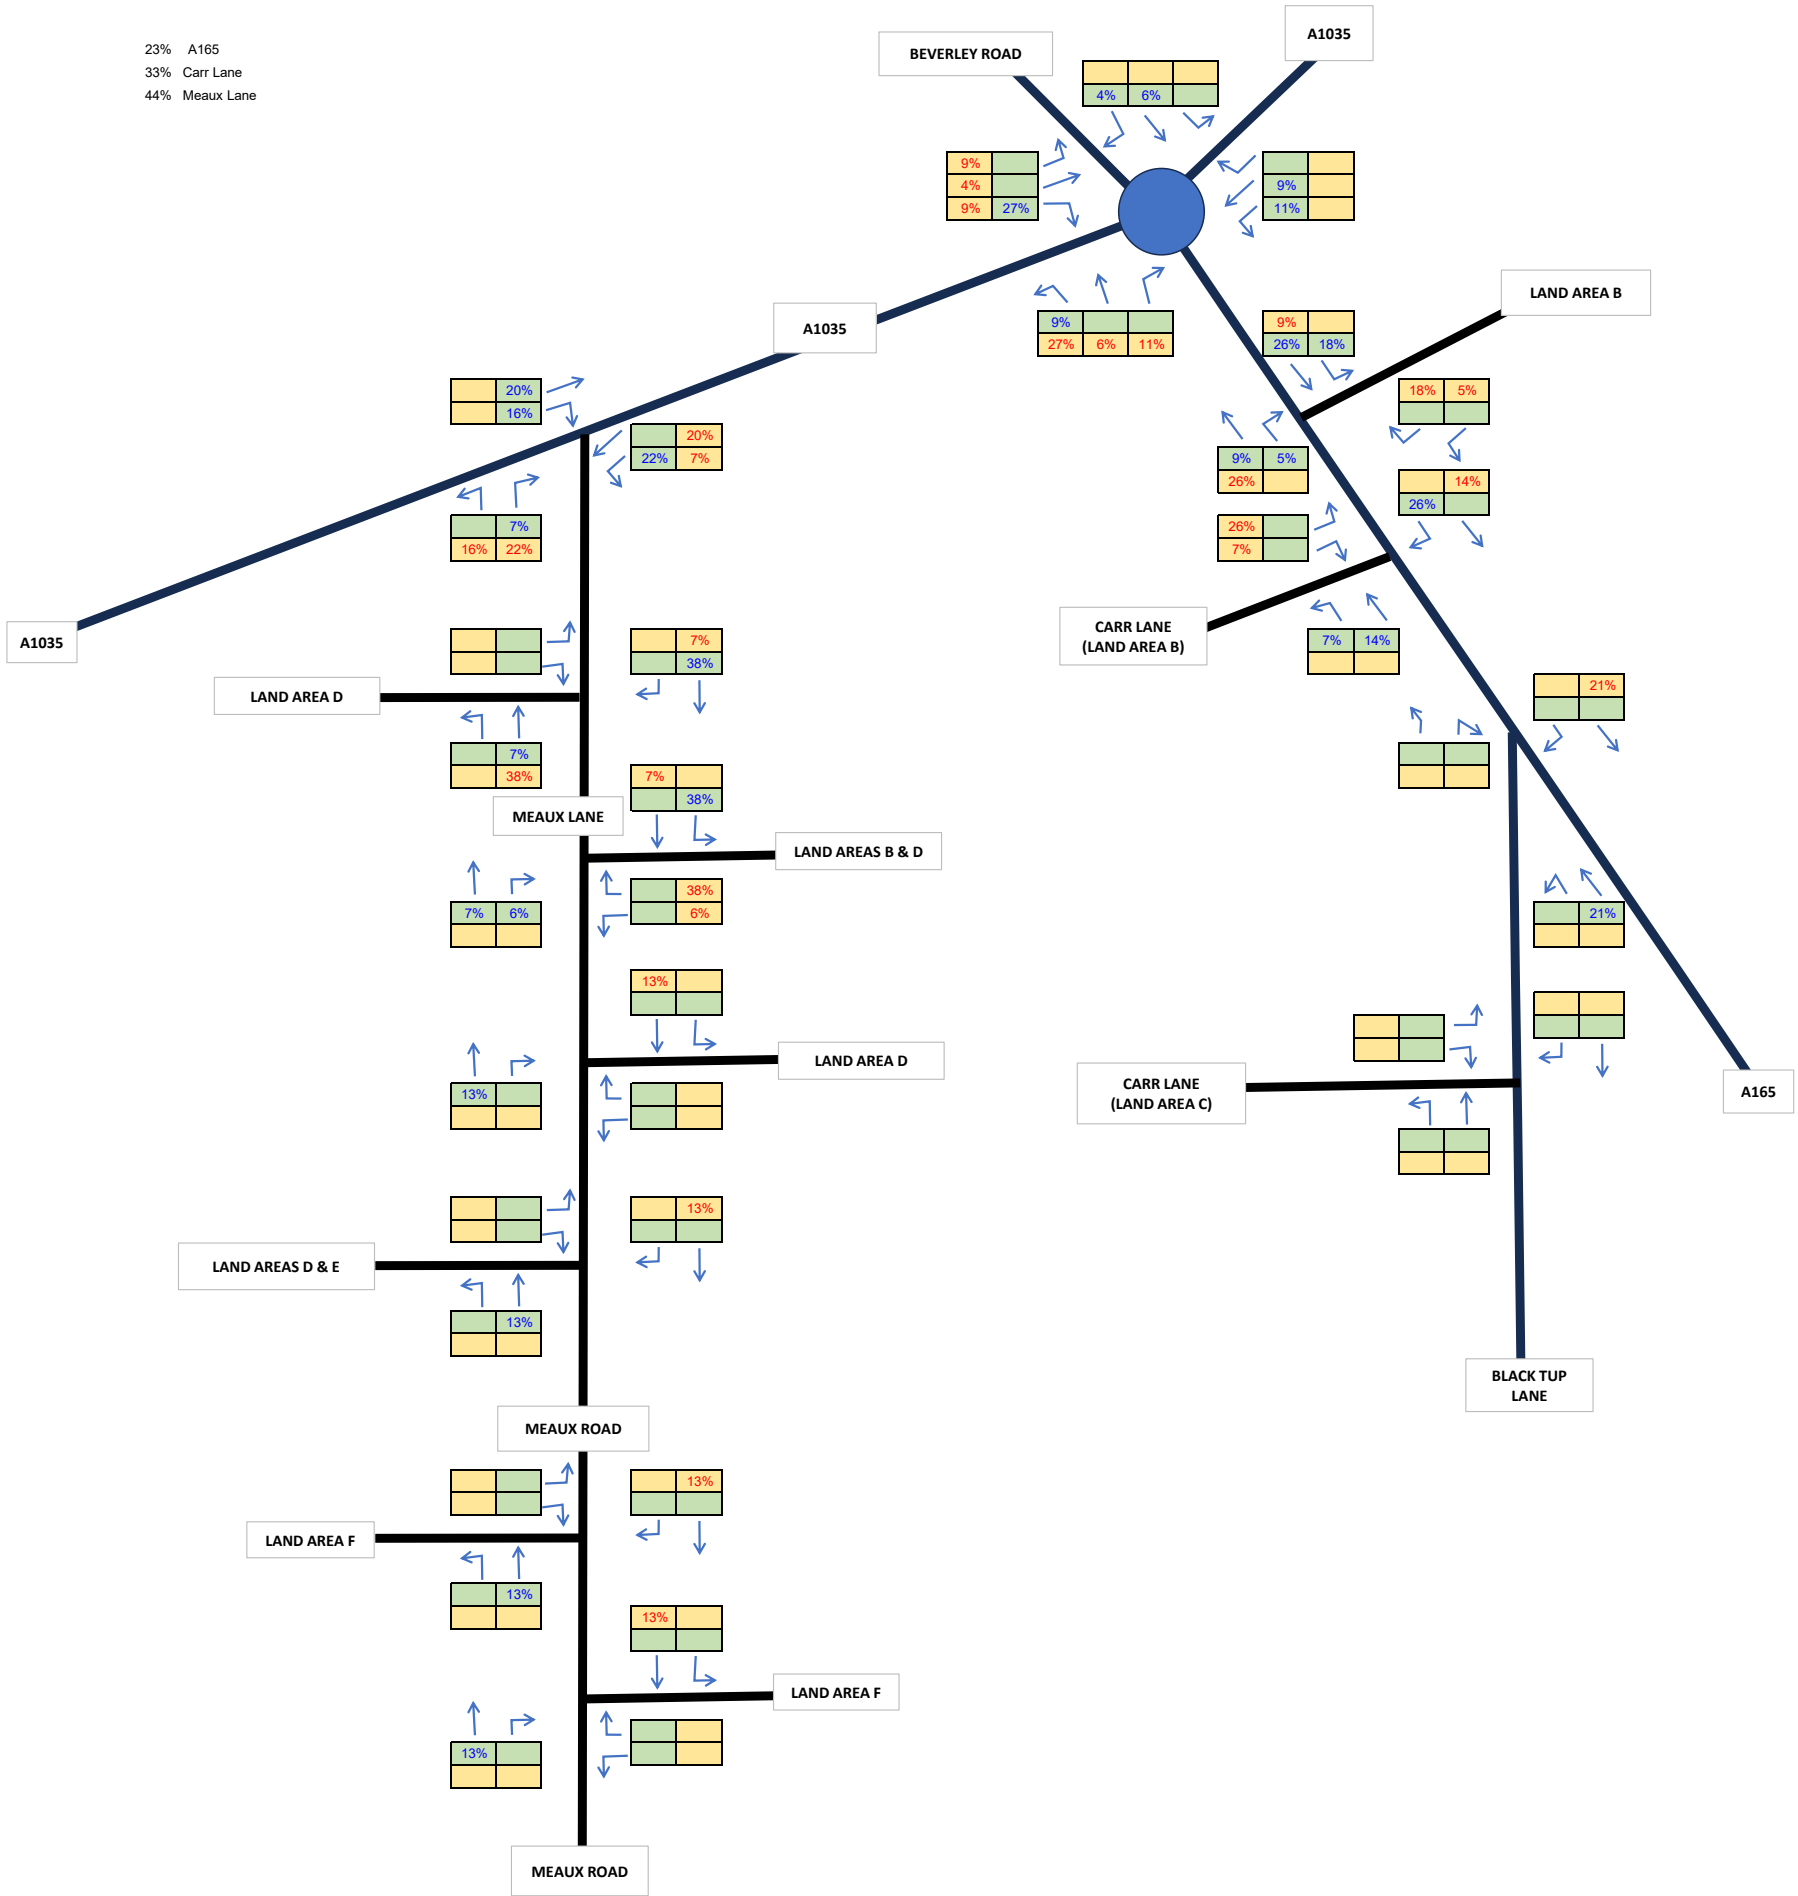 23% A165
33% Carr Lane
44% Meaux Lane
BEVERLEY ROAD
A1035
4% 6%
9%
4%
9% 27%
9%
11%
9%
27% 6% 11%
A1035
LAND AREA B
9%
26% 18%
18% 5%
9% 5%
26%
14%
26%
26%
7%
CARR LANE
(LAND AREA B)
7% 14%
20%
16%
20%
22% 7%
7%
16% 22%
A1035
7%
38%
LAND AREA D
7%
38%
MEAUX LANE
7%
38%
LAND AREAS B & D
38%
6%
7% 6%
21%
21%
13%
LAND AREA D
13%
CARR LANE
(LAND AREA C)
A165
13%
LAND AREAS D & E
13%
BLACK TUP
LANE
MEAUX ROAD
13%
LAND AREA F
13%
13%
LAND AREA F
13%
MEAUX ROAD